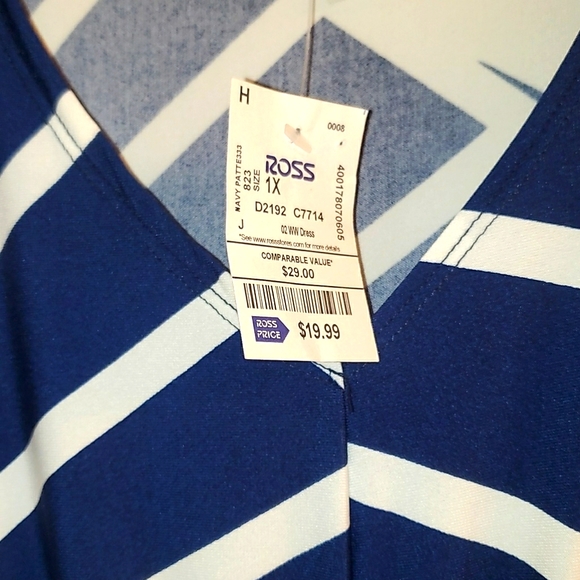 H
0008
NAVY PATTE333
823
SIZE
ROSS
1X
400178070605
D2192 C7714
J
02 WW Dress
*See www.rossstores.com for more details
COMPARABLE VALUE*
$29.00
ROSS
PRICE
$19.99